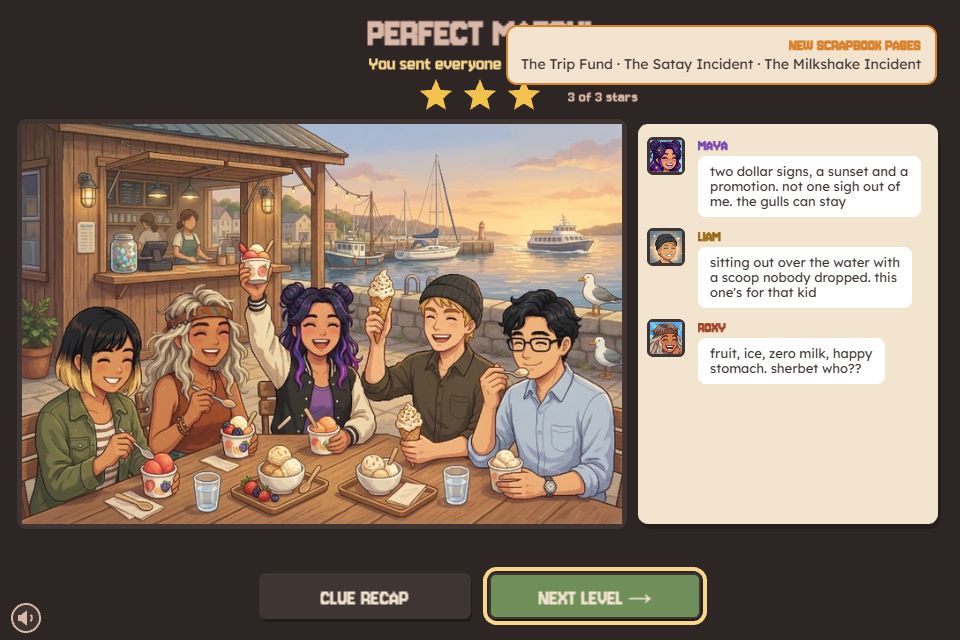 PERFECT
You sent everyone
NEW SCRAPBOOK PAGES
The Trip Fund · The Satay Incident · The Milkshake Incident
3 of 3 stars
MAYA
two dollar signs, a sunset and a
promotion. not one sigh out of
me. the gulls can stay
LIAM
sitting out over the water with
a scoop nobody dropped. this
one's for that kid
ROXY
fruit, ice, zero milk, happy
stomach. sherbet who??
CLUE RECAP
NEXT LEVEL →